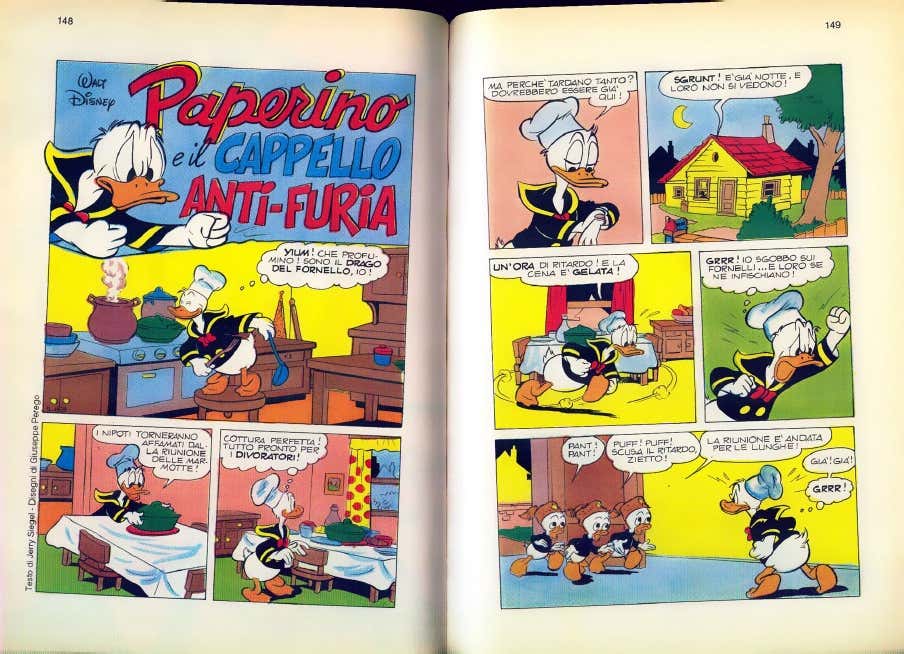 148
Walt
Disney
Paperino
e il CAPPELLO
ANTI-FURIA
YIUM! CHE PROFU-
MINO! SONO IL DRAGO
DEL FORNELLO, IO!
I NIPOTI TORNERANNO
AFFAMATI DAL-
LA RIUNIONE
DELLE MAR-
MOTTE!
COTTURA PERFETTA!
TUTTO PRONTO PER
I DIVORATORI!
Testo di Jerry Siegel - Disegni di Giuseppe Perego
149
MA PERCHE' TARDANO TANTO?
DOVREBBERO ESSERE GIA'
QUI!
SGRUNT! E' GIA' NOTTE, E
LORO NON SI VEDONO!
UN'ORA DI RITARDO! E LA
CENA E' GELATA!
GRRR! IO SGOBBO SUI
FORNELLI... E LORO SE
NE INFISCHIANO!
PANT!
PANT!
PUFF! PUFF!
SCUSA IL RITARDO,
ZIETTO!
LA RIUNIONE E' ANDATA
PER LE LUNGHE!
GIA'! GIA'!
GRRR!